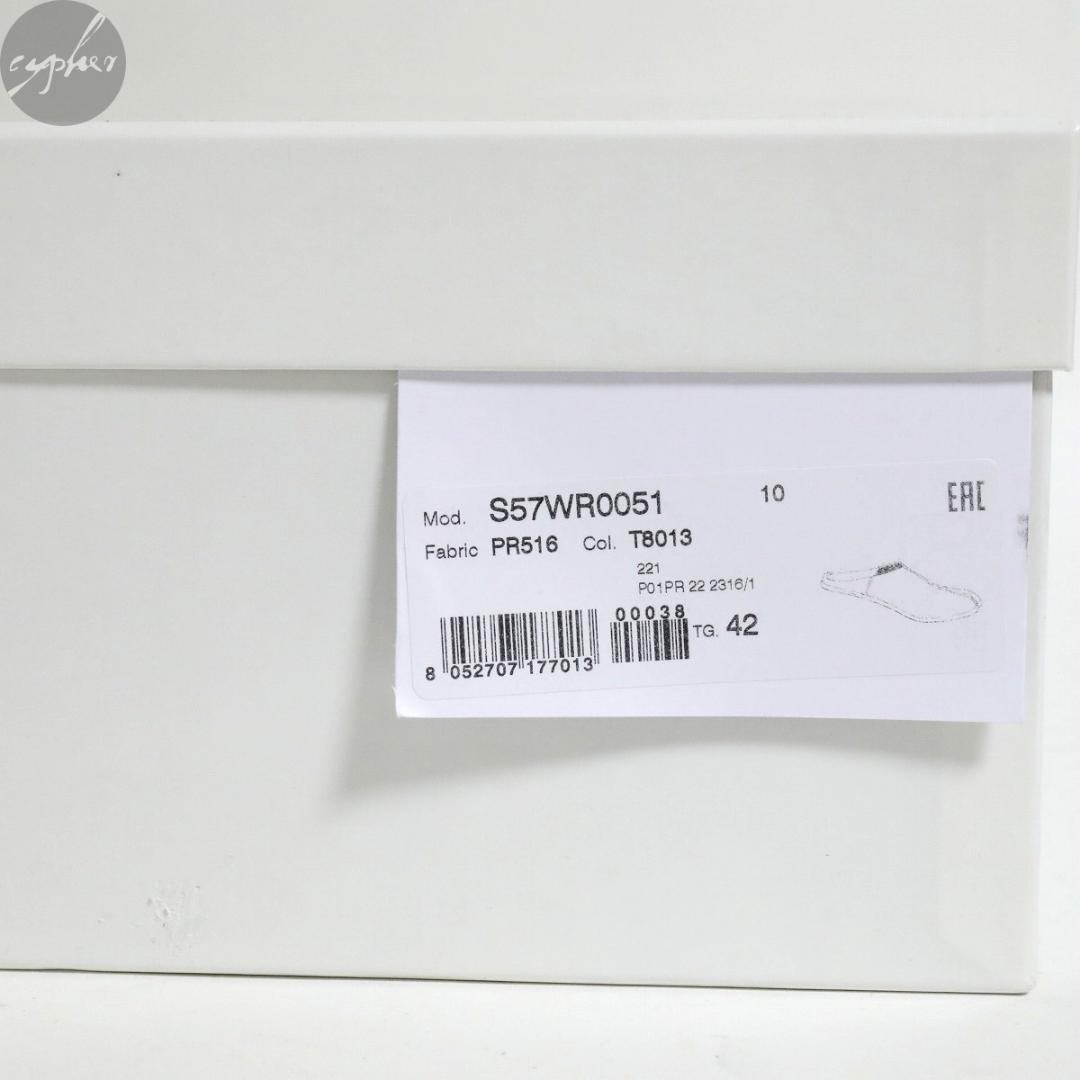 cypher
Mod. S57WR0051 10 EAC
Fabric PR516 Col. T8013
221
P01PR 22 2316/1
00038
TG. 42
8 052707 177013